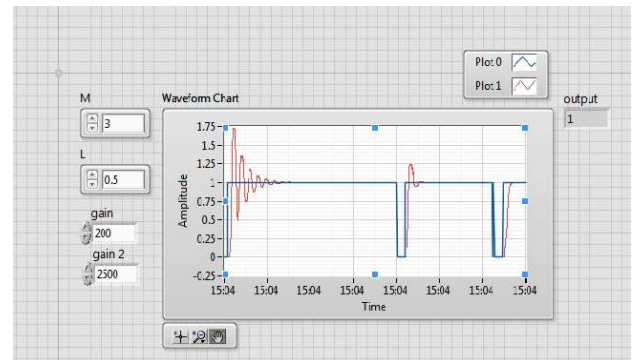 Plot 0
Plot 1
M
Waveform Chart
output
3
1
L
0.5
gain
200
gain 2
2500
Amplitude
1.75
1.5
1.25
1
0.75
0.5
0.25
0
-0.25
15:04 15:04 15:04 15:04 15:04 15:04 15:04 15:04
Time